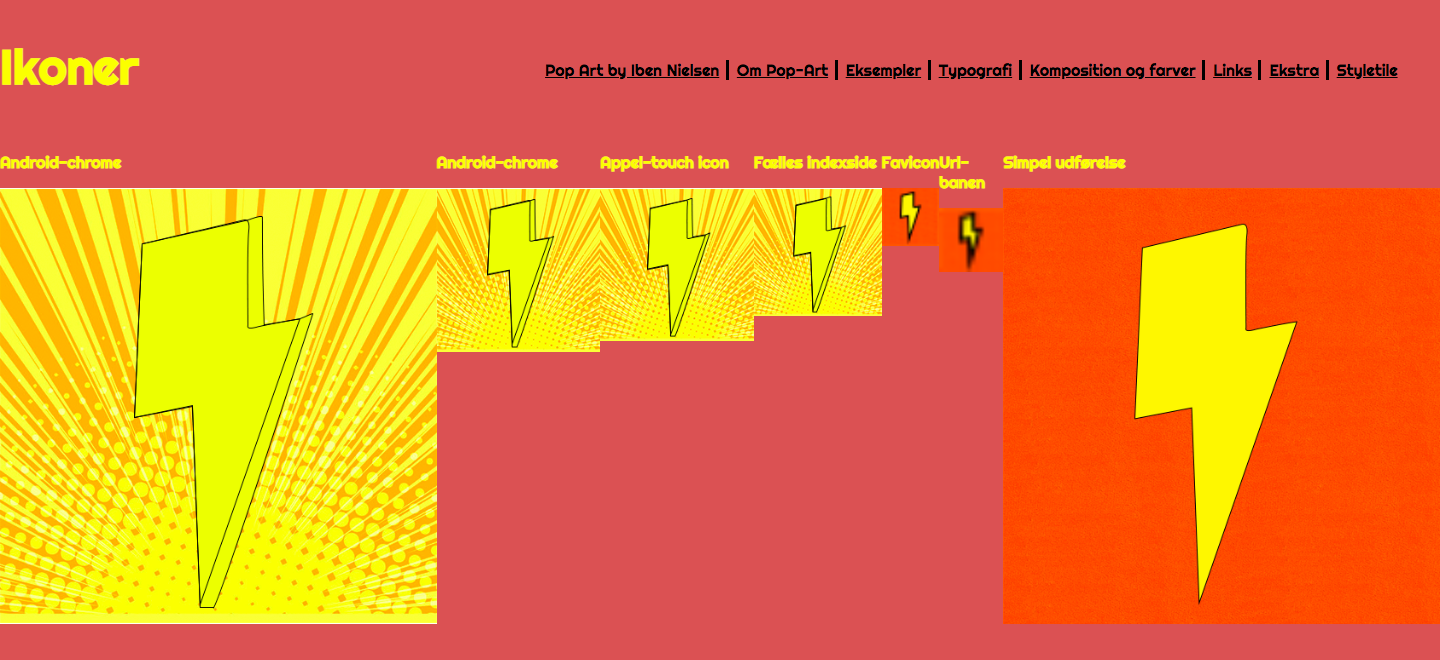 Ikoner
Pop Art by Iben Nielsen | Om Pop-Art | Eksempler | Typografi | Komposition og farver | Links | Ekstra | Styletile
Android-chrome
Android-chrome
Appel-touch icon
Fælles indexside
Favicon
Url-
banen
Simpel udførelse